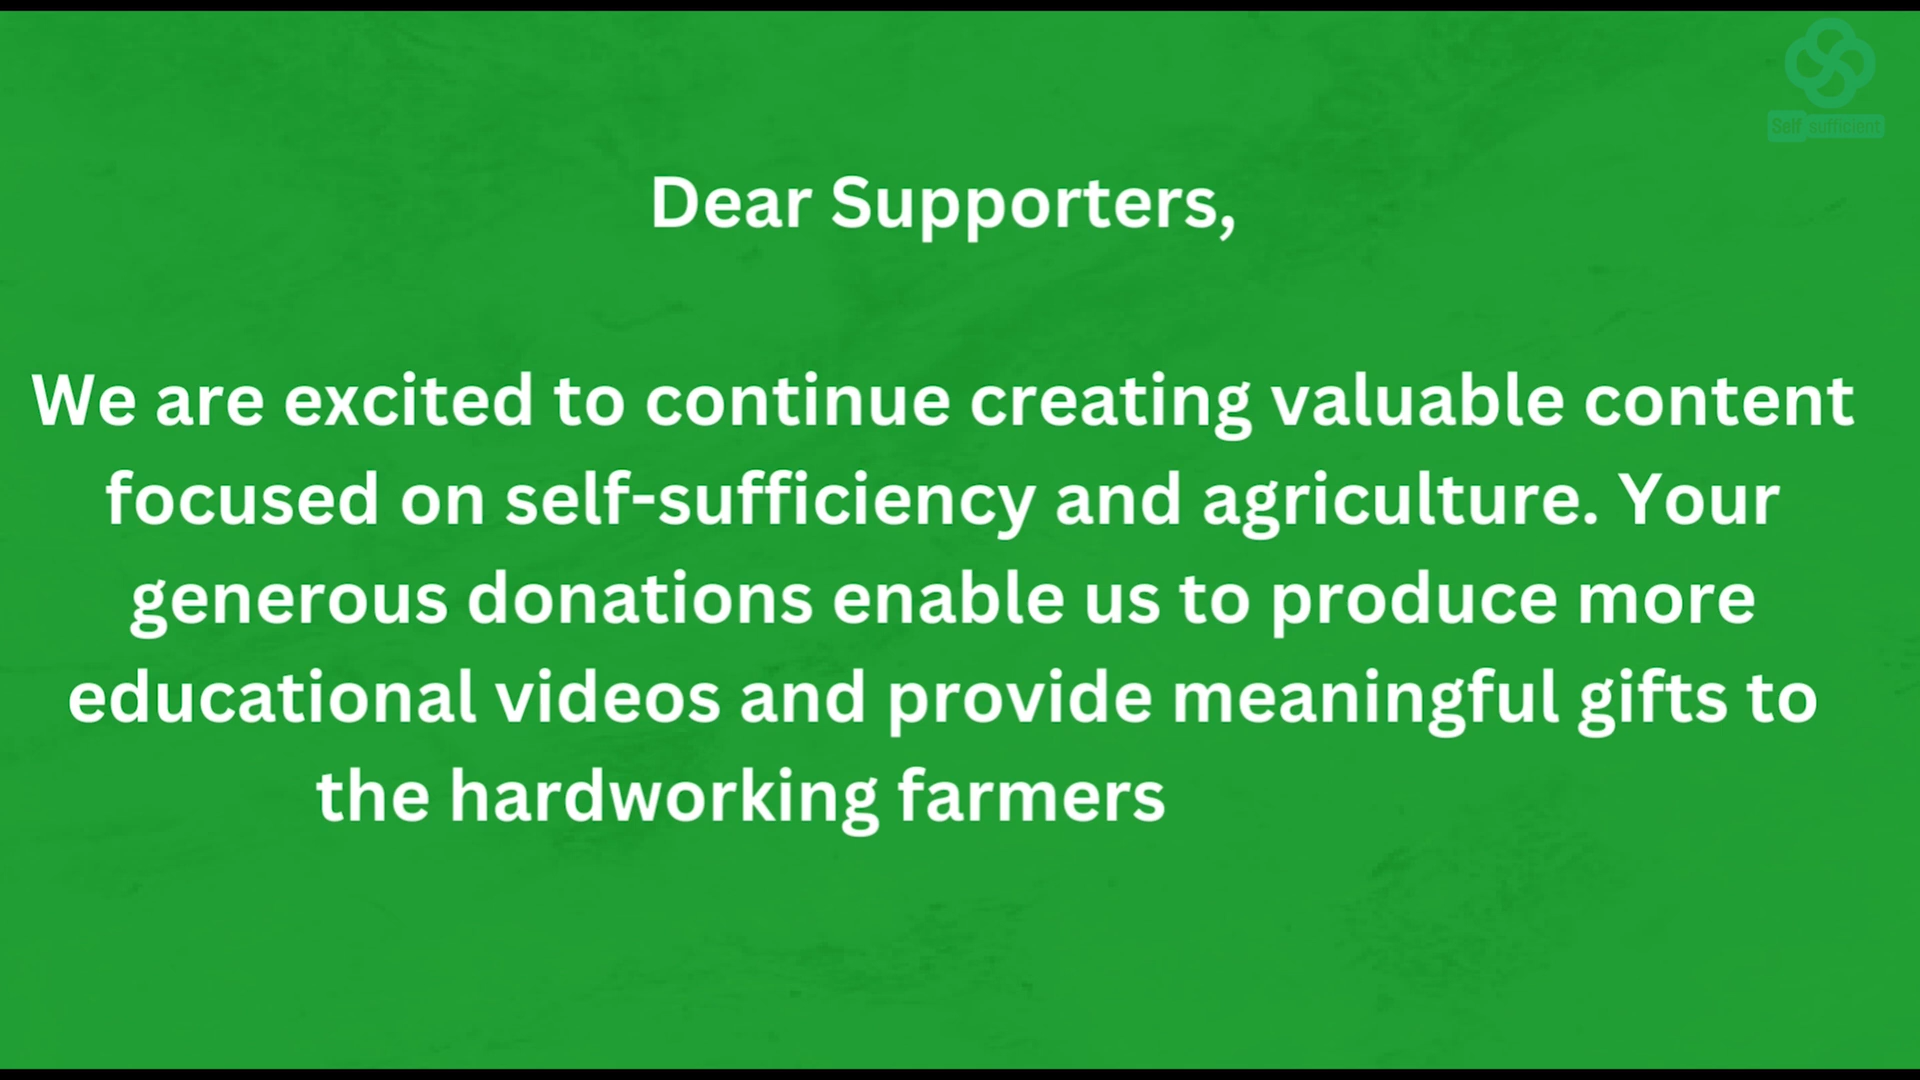 Self sufficient
Dear Supporters,
We are excited to continue creating valuable content
focused on self-sufficiency and agriculture. Your
generous donations enable us to produce more
educational videos and provide meaningful gifts to
the hardworking farmers